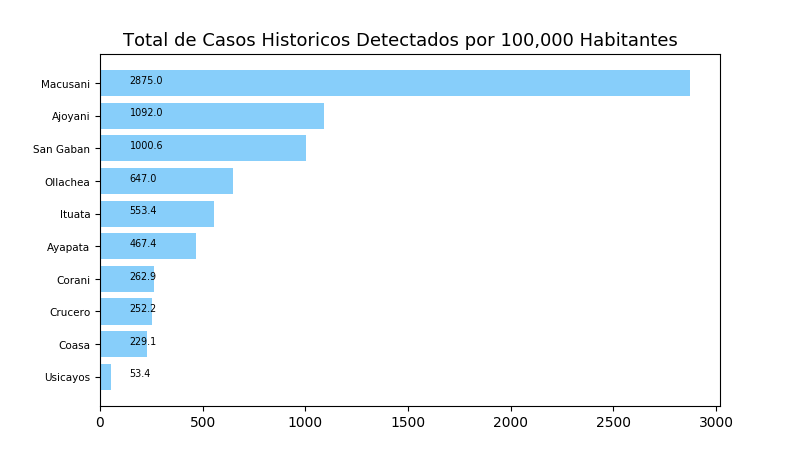 Total de Casos Historicos Detectados por 100,000 Habitantes
Macusani 2875.0
Ajoyani 1092.0
San Gaban 1000.6
Ollachea 647.0
Ituata 553.4
Ayapata 467.4
Corani 262.9
Crucero 252.2
Coasa 229.1
Usicayos 53.4
0 500 1000 1500 2000 2500 3000